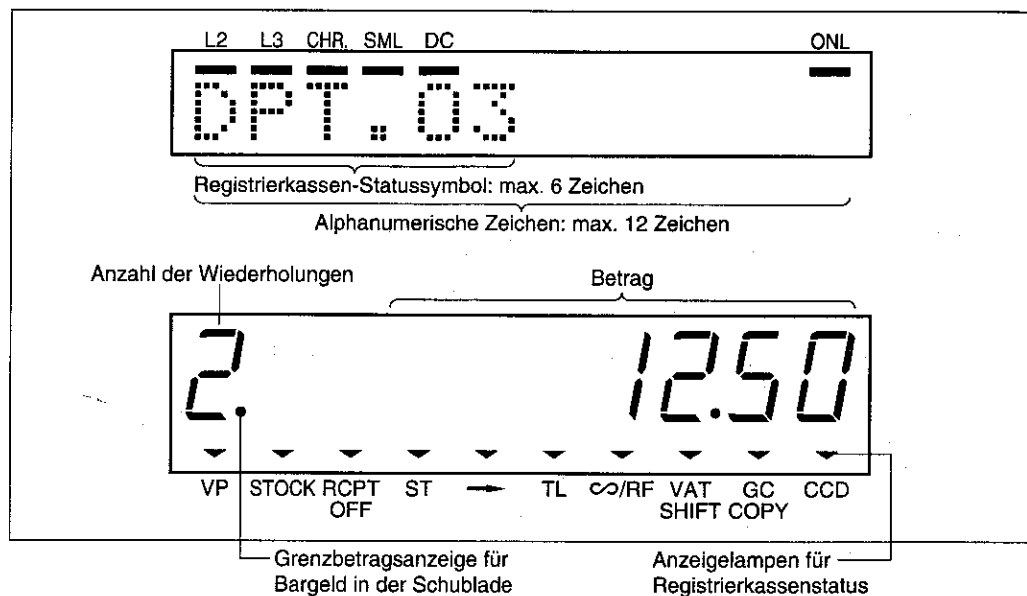 L2 L3 CHR. SML DC ONL
DPT.03
Registrierkassen-Statussymbol: max. 6 Zeichen
Alphanumerische Zeichen: max. 12 Zeichen
Anzahl der Wiederholungen
Betrag
2. 12.50
VP STOCK RCPT OFF ST TL /RF VAT SHIFT GC COPY CCD
Grenzbetragsanzeige für
Bargeld in der Schublade
Anzeigelampen für
Registrierkassenstatus